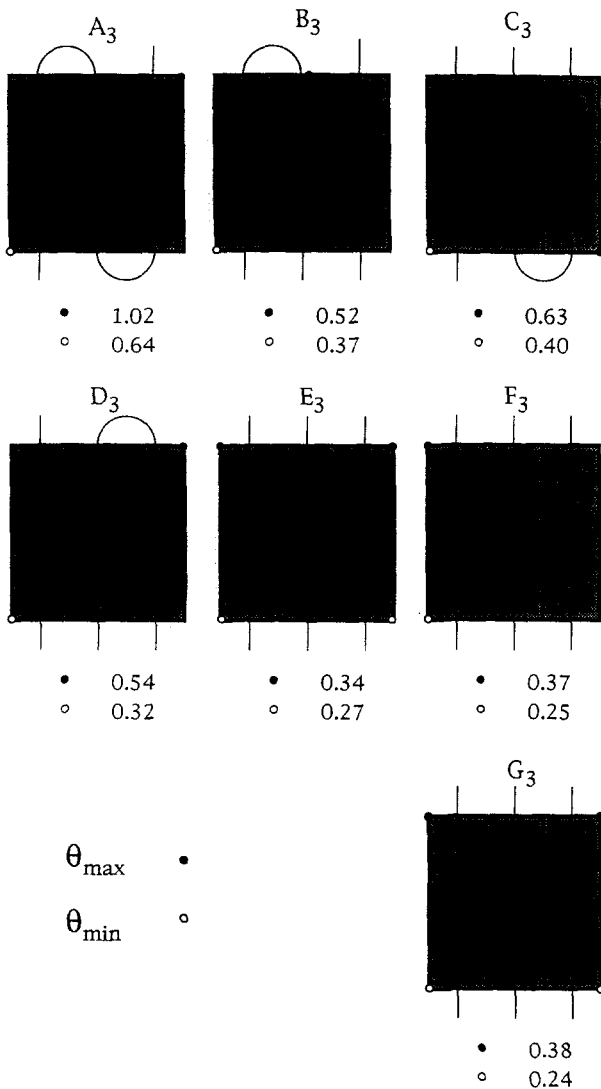 A3 B3 C3
● 1.02 ● 0.52 ● 0.63
○ 0.64 ○ 0.37 ○ 0.40
D3 E3 F3
● 0.54 ● 0.34 ● 0.37
○ 0.32 ○ 0.27 ○ 0.25
G3
θmax ●
θmin ○
● 0.38
○ 0.24